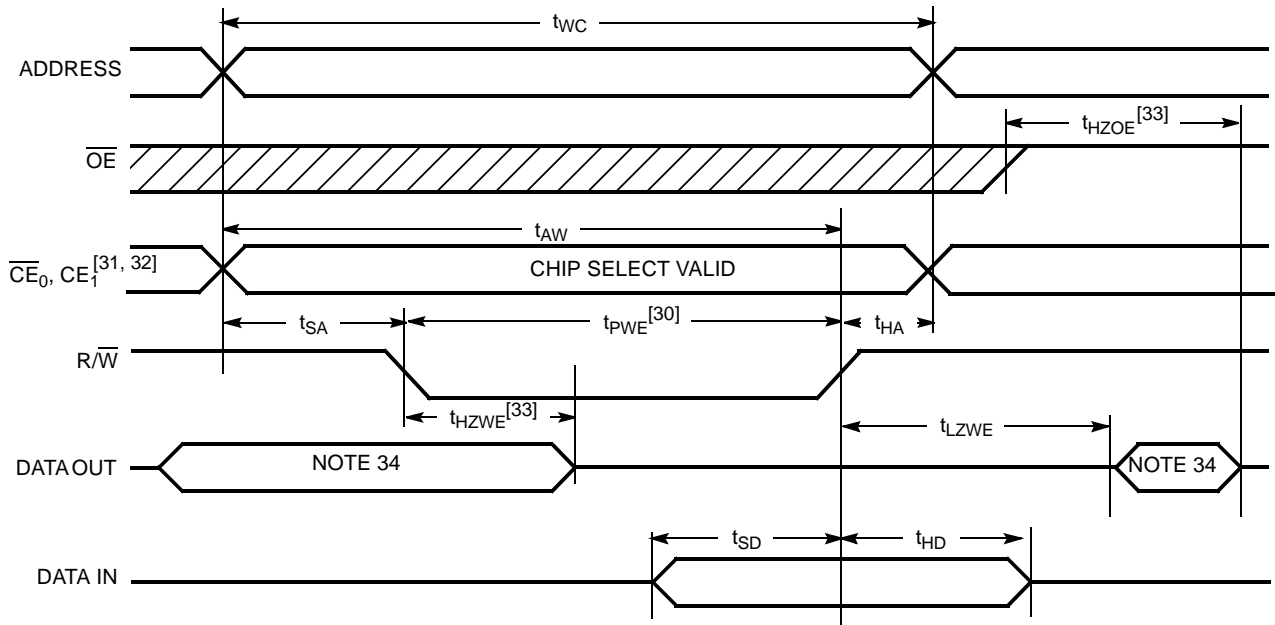 tWC
ADDRESS
tHZOE[33]
OE
tAW
CE0, CE1[31, 32]
CHIP SELECT VALID
tSA
tPWE[30]
tHA
R/W
tHZWE[33]
tLZWE
DATA OUT
NOTE 34
NOTE 34
tSD
tHD
DATA IN